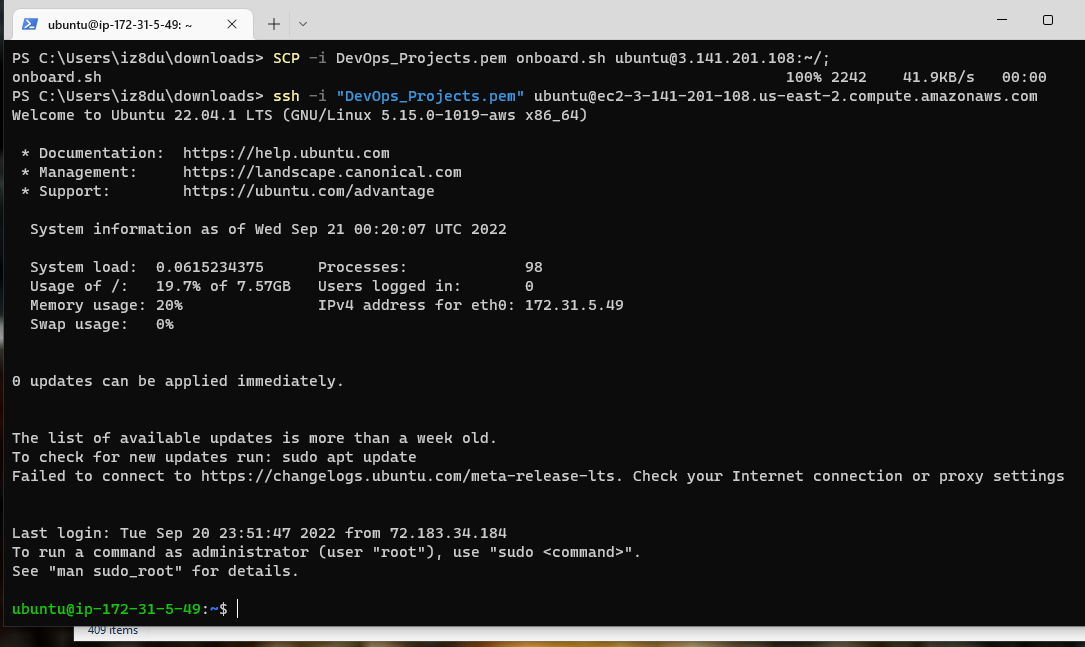 ubuntu@ip-172-31-5-49: ~
PS C:\Users\iz8du\downloads> SCP -i DevOps_Projects.pem onboard.sh ubuntu@3.141.201.108:~/;
onboard.sh 100% 2242 41.9KB/s 00:00
PS C:\Users\iz8du\downloads> ssh -i "DevOps_Projects.pem" ubuntu@ec2-3-141-201-108.us-east-2.compute.amazonaws.com
Welcome to Ubuntu 22.04.1 LTS (GNU/Linux 5.15.0-1019-aws x86_64)
* Documentation: https://help.ubuntu.com
* Management: https://landscape.canonical.com
* Support: https://ubuntu.com/advantage
System information as of Wed Sep 21 00:20:07 UTC 2022
System load: 0.0615234375 Processes: 98
Usage of /: 19.7% of 7.57GB Users logged in: 0
Memory usage: 20% IPv4 address for eth0: 172.31.5.49
Swap usage: 0%
0 updates can be applied immediately.
The list of available updates is more than a week old.
To check for new updates run: sudo apt update
Failed to connect to https://changelogs.ubuntu.com/meta-release-lts. Check your Internet connection or proxy settings
Last login: Tue Sep 20 23:51:47 2022 from 72.183.34.184
To run a command as administrator (user "root"), use "sudo <command>".
See "man sudo_root" for details.
ubuntu@ip-172-31-5-49:~$
409 items